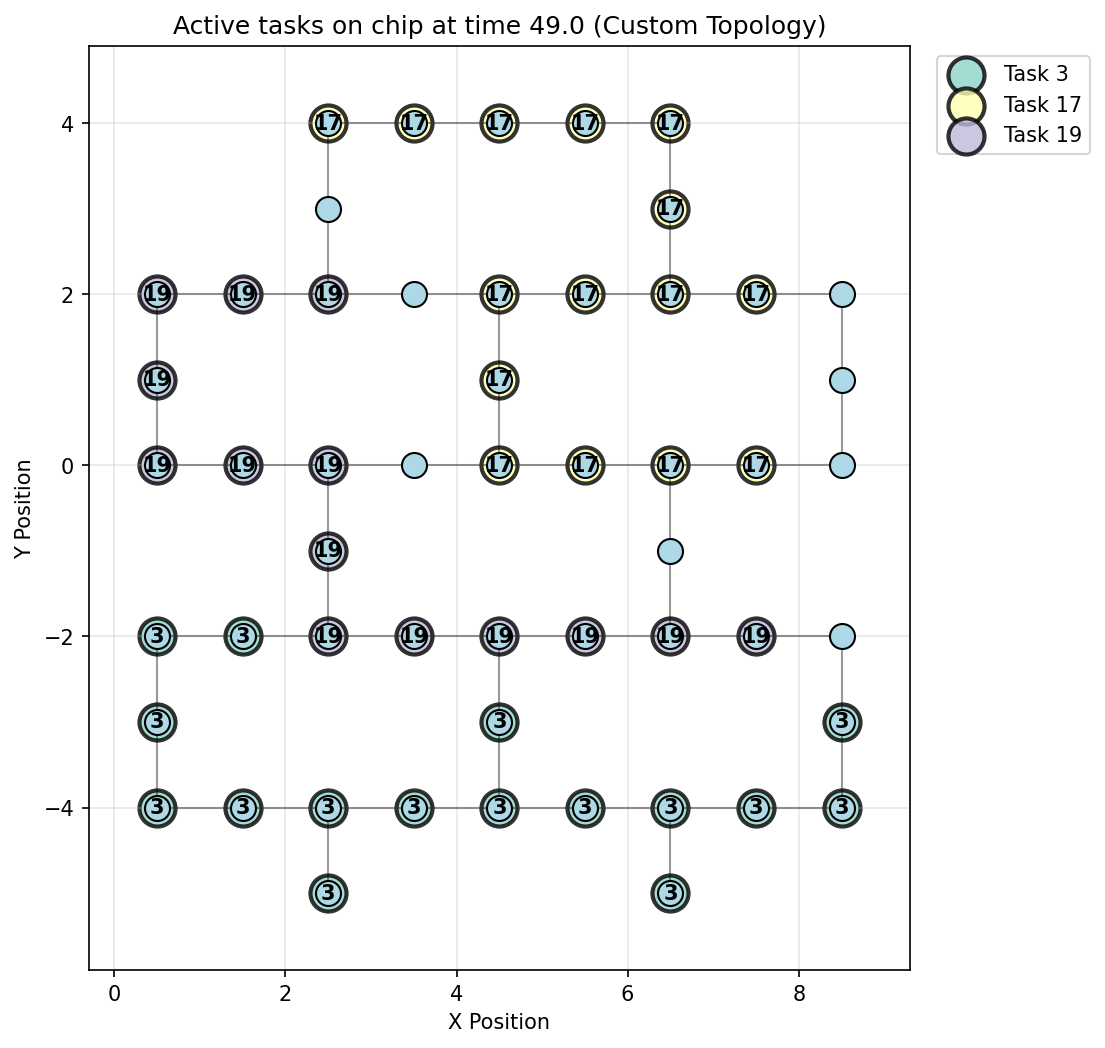 Active tasks on chip at time 49.0 (Custom Topology)
Task 3
Task 17
Task 19
4
17 17 17 17 17
17
2
19 19 19 17 17 17 17
19 17
0
19 19 19 17 17 17 17
19
−2
3 3 19 19 19 19 19 19
3 3 3
−4
3 3 3 3 3 3 3 3 3
3 3
0 2 4 6 8
X Position
Y Position